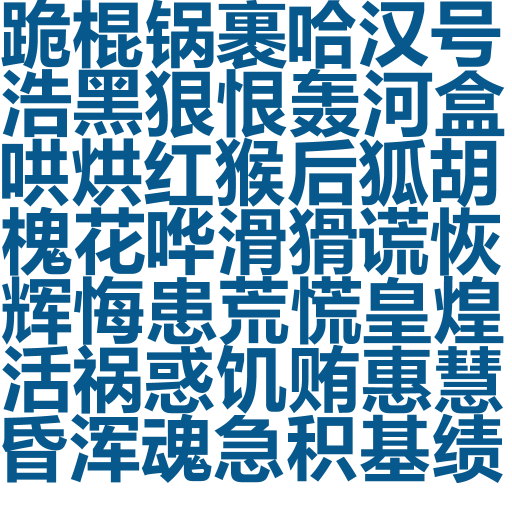 跪棍锅裹哈汉号
浩黑狠恨轰河盒
哄烘红猴后狐胡
槐花哗滑猾谎恢
辉悔患荒慌皇煌
活祸惑饥贿惠慧
昏浑魂急积基绩